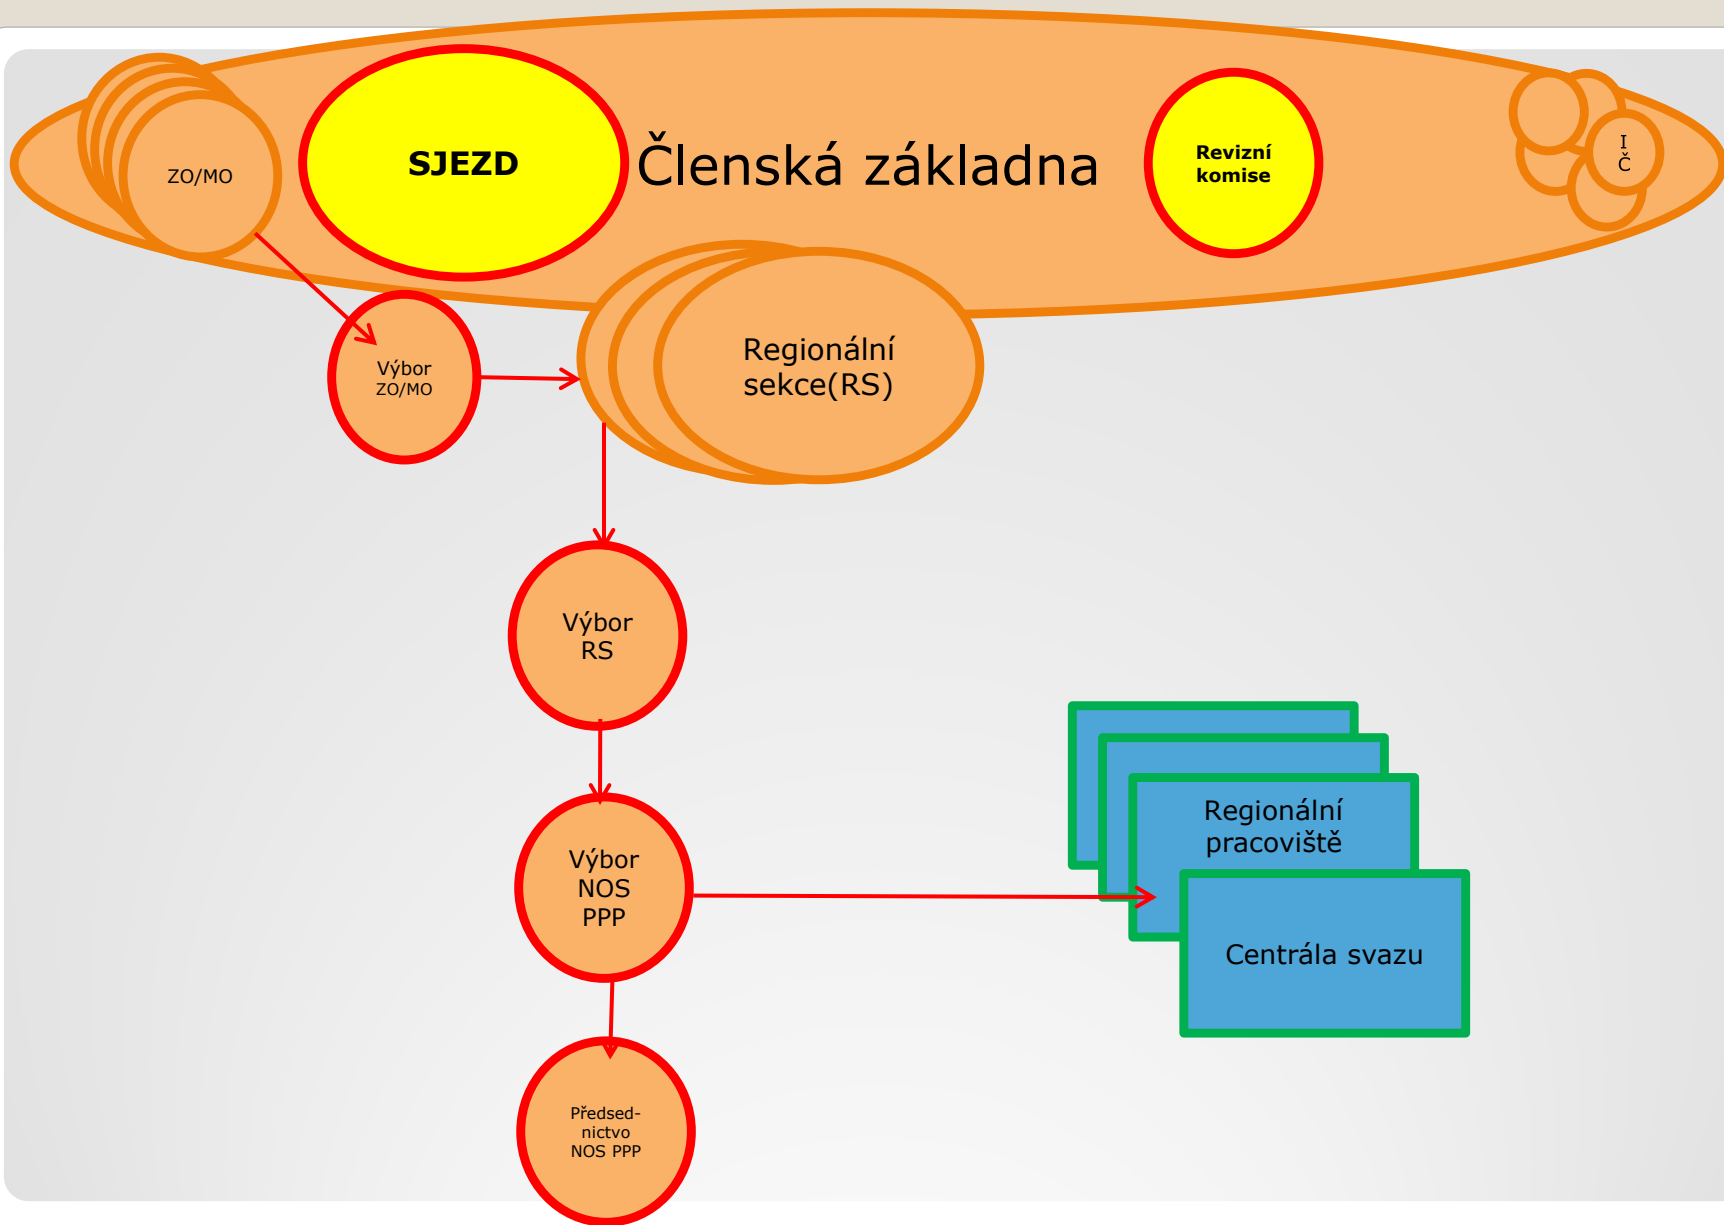 ZO/MO
SJEZD
Členská základna
Revizní
komise
I
Č
Výbor
ZO/MO
Regionální
sekce(RS)
Výbor
RS
Výbor
NOS
PPP
Regionální
pracoviště
Centrála svazu
Předsed-
nictvo
NOS PPP